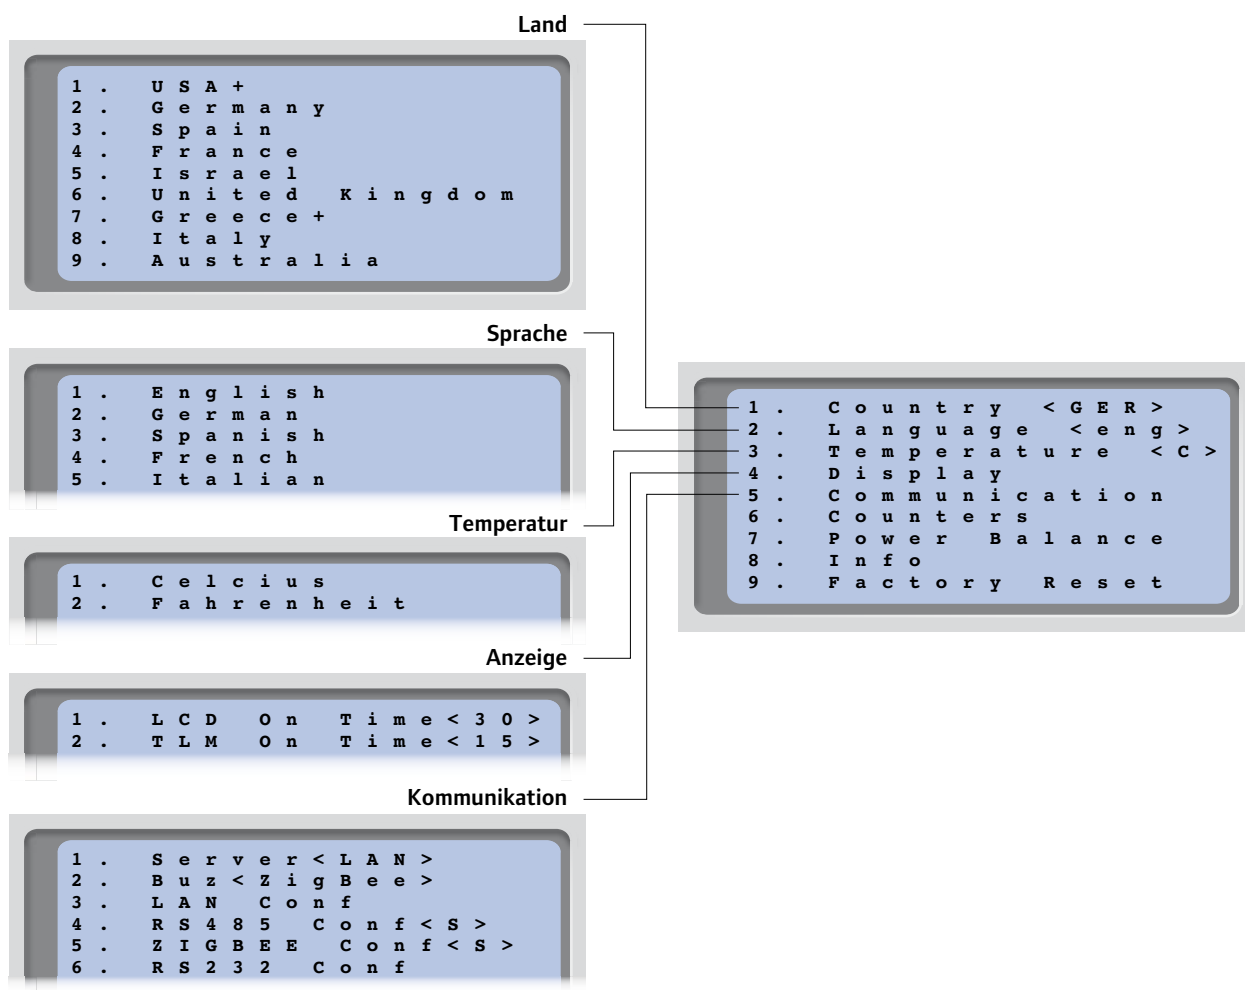 Land
1. USA+
2. Germany
3. Spain
4. France
5. Israel
6. United Kingdom
7. Greece+
8. Italy
9. Australia
Sprache
1. English
2. German
3. Spanish
4. French
5. Italian
Temperatur
1. Celcius
2. Fahrenheit
Anzeige
1. LCD On Time<30>
2. TLM On Time<15>
Kommunikation
1. Server<LAN>
2. Buz<ZigBee>
3. LAN Conf
4. RS485 Conf<S>
5. ZIGBEE Conf<S>
6. RS232 Conf
1. Country <GER>
2. Language <eng>
3. Temperature <C>
4. Display
5. Communication
6. Counters
7. Power Balance
8. Info
9. Factory Reset